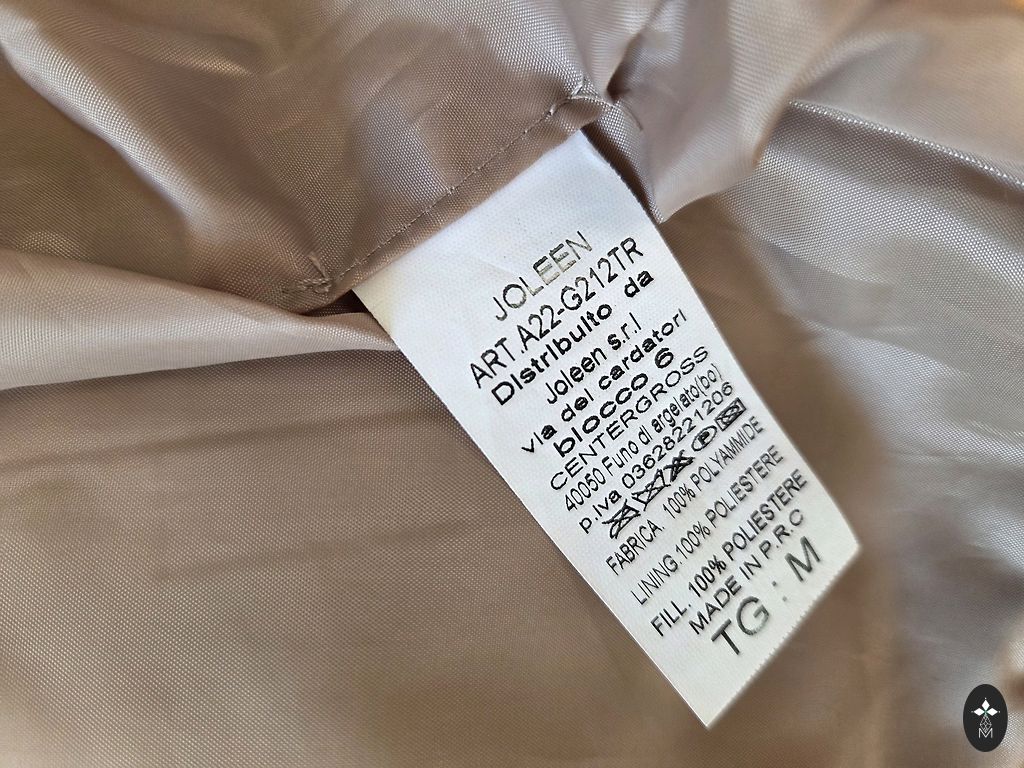 JOLEEN
ART.A22-G212TR
Distribuito da
Joleen s.r.l
via dei cardatori
blocco 6
CENTERGROSS
40050 Funo di argelato(bo)
p.iva 03628221206
FABRICA. 100% POLYAMMIDE
LINING.100% POLIESTERE
FILL. 100% POLIESTERE
MADE IN P.R.C
TG : M